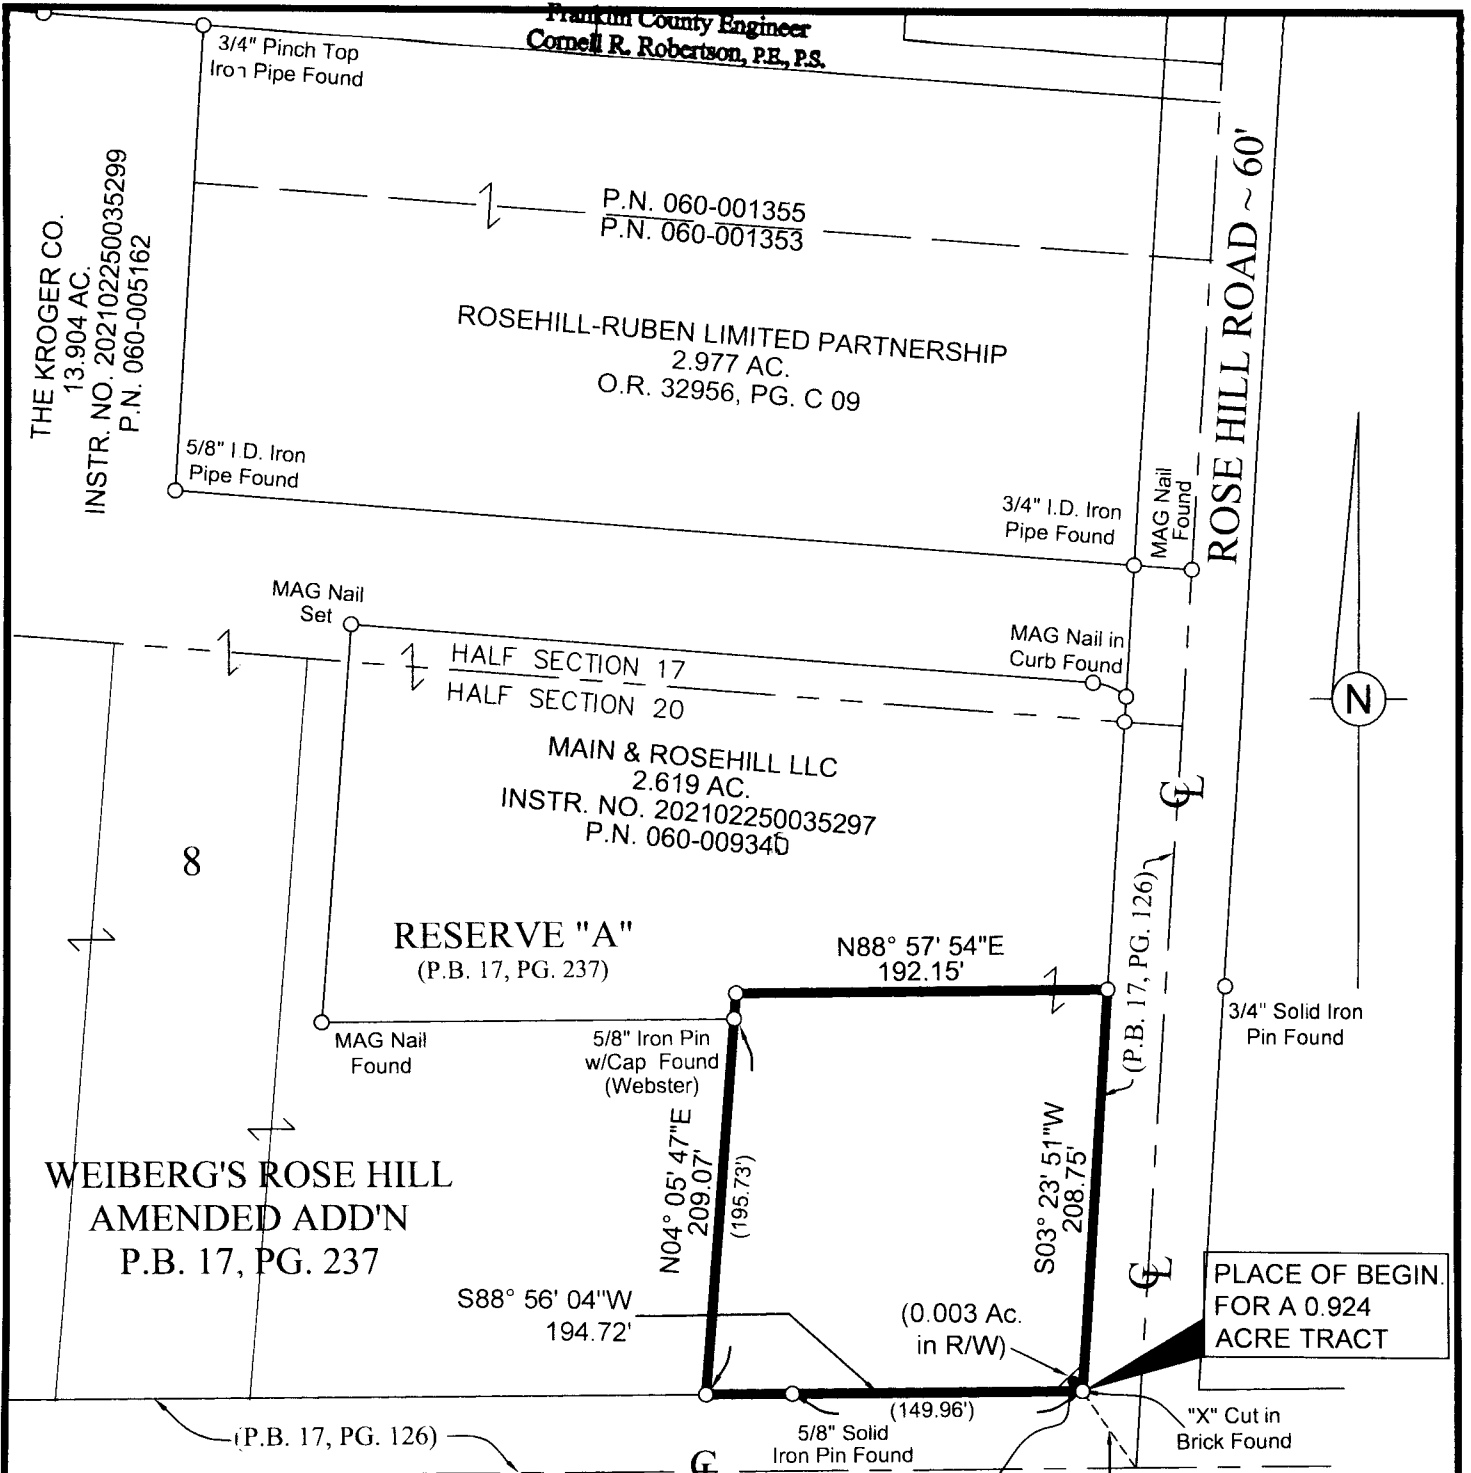 Franklin County Engineer
Cornell R. Robertson, P.E., P.S.
3/4" Pinch Top
Iron Pipe Found
THE KROGER CO.
13.904 AC.
INSTR. NO. 202102250035299
P.N. 060-005162
P.N. 060-001355
P.N. 060-001353
ROSEHILL-RUBEN LIMITED PARTNERSHIP
2.977 AC.
O.R. 32956, PG. C 09
ROSE HILL ROAD ~ 60'
5/8" I.D. Iron
Pipe Found
3/4" I.D. Iron
Pipe Found
MAG Nail
Found
MAG Nail
Set
MAG Nail in
Curb Found
HALF SECTION 17
HALF SECTION 20
N
MAIN & ROSEHILL LLC
2.619 AC.
INSTR. NO. 202102250035297
P.N. 060-009340
CL
8
RESERVE "A"
(P.B. 17, PG. 237)
N88° 57' 54"E
192.15'
(P.B. 17, PG. 126)
3/4" Solid Iron
Pin Found
MAG Nail
Found
5/8" Iron Pin
w/Cap Found
(Webster)
N04° 05' 47"E
209.07'
(195.73')
S03° 23' 51"W
208.75'
WEIBERG'S ROSE HILL
AMENDED ADD'N
P.B. 17, PG. 237
CL
PLACE OF BEGIN.
FOR A 0.924
ACRE TRACT
S88° 56' 04"W
194.72'
(0.003 Ac.
in R/W)
(149.96')
5/8" Solid
Iron Pin Found
"X" Cut in
Brick Found
(P.B. 17, PG. 126)